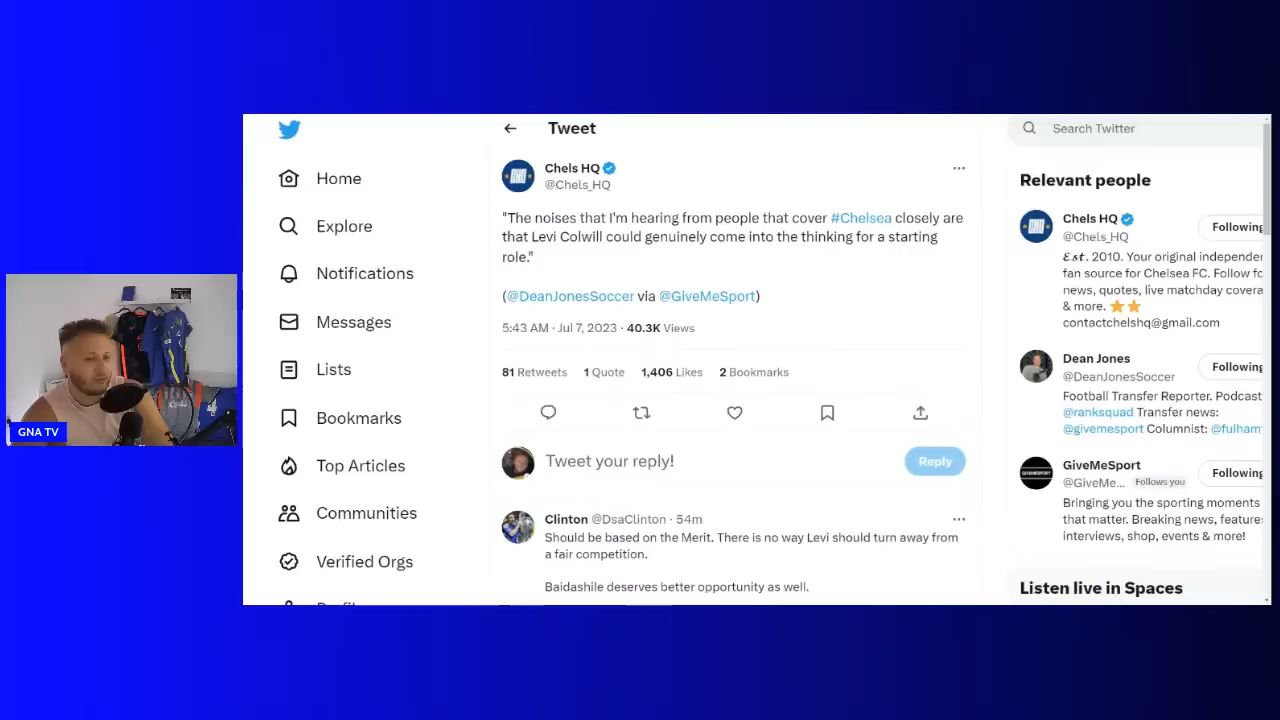 Tweet
Search Twitter
Home
Explore
Notifications
Messages
Lists
Bookmarks
Top Articles
Communities
Verified Orgs
Chels HQ
@Chels_HQ
"The noises that I'm hearing from people that cover #Chelsea closely are
that Levi Colwill could genuinely come into the thinking for a starting
role."
(@DeanJonesSoccer via @GiveMeSport)
5:43 AM · Jul 7, 2023 · 40.3K Views
81 Retweets 1 Quote 1,406 Likes 2 Bookmarks
Tweet your reply!
Reply
Clinton @DsaClinton · 54m
Should be based on the Merit. There is no way Levi should turn away from
a fair competition.
Baidashile deserves better opportunity as well.
Relevant people
Chels HQ
@Chels_HQ
Following
Est. 2010. Your original independen
fan source for Chelsea FC. Follow fo
news, quotes, live matchday covera
& more. ⭐⭐
contactchelshq@gmail.com
Dean Jones
@DeanJonesSoccer
Following
Football Transfer Reporter. Podcast
@ranksquad Transfer news:
@givemesport Columnist: @fulham
GiveMeSport
@GiveMe... Follows you
Following
Bringing you the sporting moments
that matter. Breaking news, feature
interviews, shop, events & more!
Listen live in Spaces
GNA TV